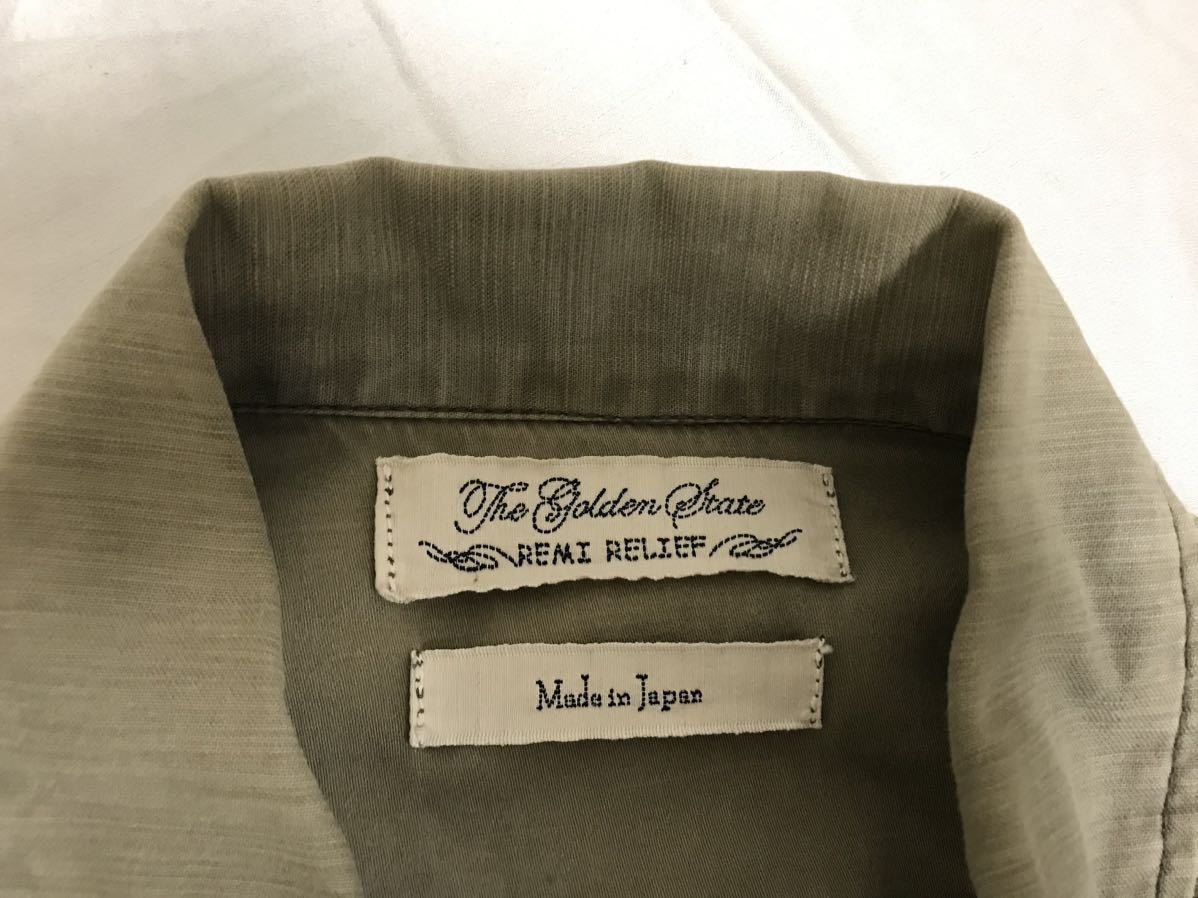 The Golden State
REMI RELIEF
Made in Japan